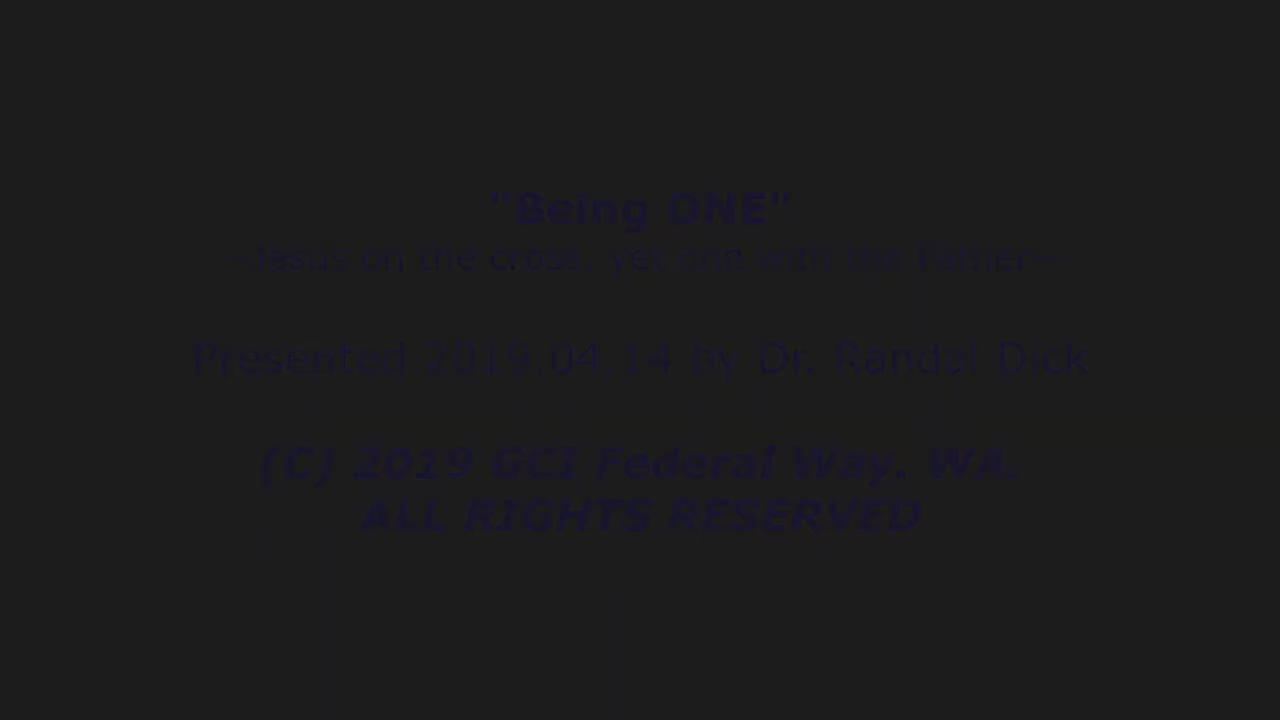 "Being ONE"
~Jesus on the cross, yet one with the Father~
Presented 2019.04.14 by Dr. Randal Dick
(C) 2019 GCI Federal Way, WA.
ALL RIGHTS RESERVED